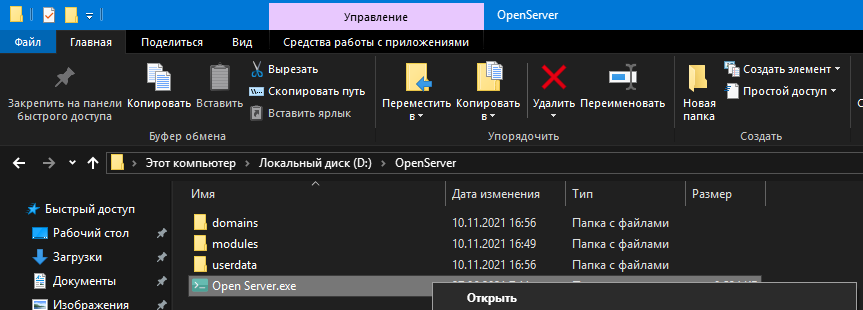 Управление OpenServer
Файл Главная Поделиться Вид Средства работы с приложениями
Закрепить на панели быстрого доступа
Копировать
Вставить
Вырезать
Скопировать путь
Вставить ярлык
Буфер обмена
Переместить в
Копировать в
Удалить
Переименовать
Упорядочить
Новая папка
Создать элемент
Простой доступ
Создать
Этот компьютер Локальный диск (D:) OpenServer
Имя Дата изменения Тип Размер
Быстрый доступ
Рабочий стол
Загрузки
Документы
Изображения
domains 10.11.2021 16:56 Папка с файлами
modules 10.11.2021 16:49 Папка с файлами
userdata 10.11.2021 16:56 Папка с файлами
Open Server.exe
Открыть